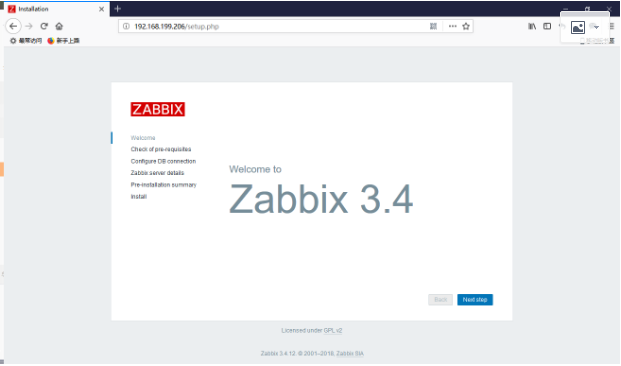 Installation
192.168.199.206/setup.php
最常访问 新手上路
ZABBIX
Welcome
Check of pre-requisites
Configure DB connection
Zabbix server details
Pre-installation summary
Install
Welcome to
Zabbix 3.4
Back Next step
Licensed under GPL v2
Zabbix 3.4.12. © 2001–2018, Zabbix SIA